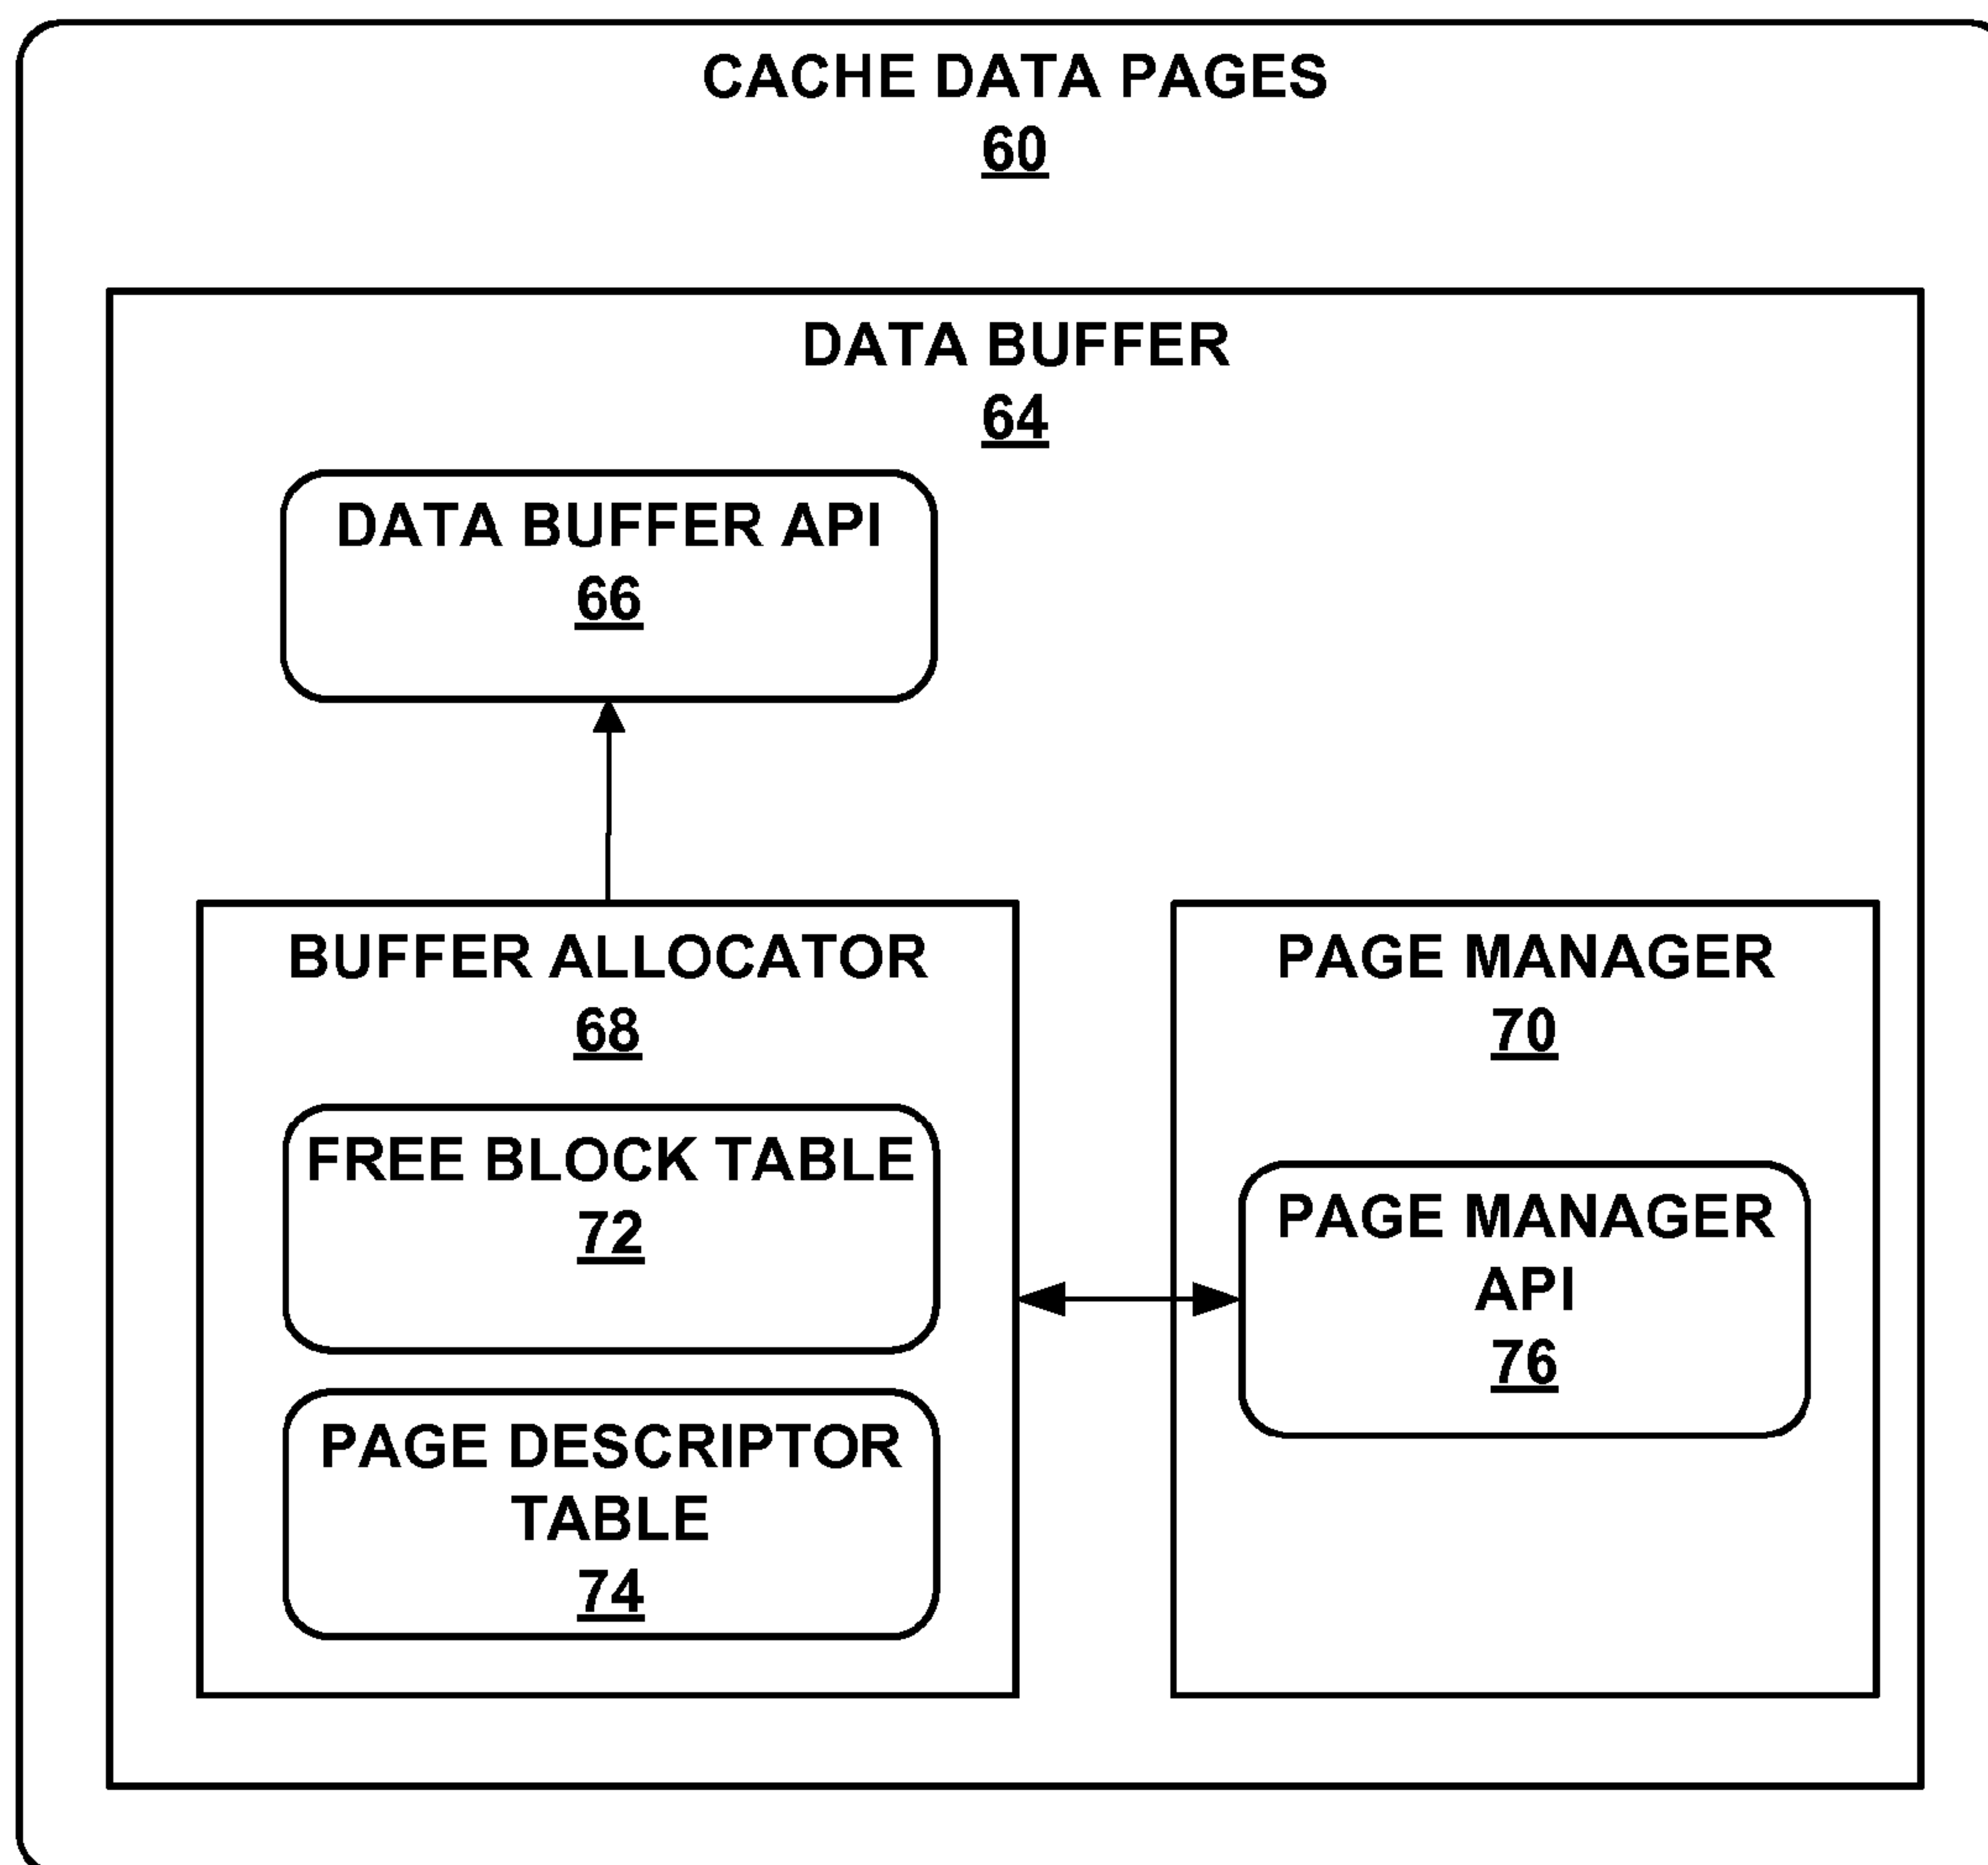 CACHE DATA PAGES
60
DATA BUFFER
64
DATA BUFFER API
66
BUFFER ALLOCATOR
68
FREE BLOCK TABLE
72
PAGE DESCRIPTOR
TABLE
74
PAGE MANAGER
70
PAGE MANAGER
API
76